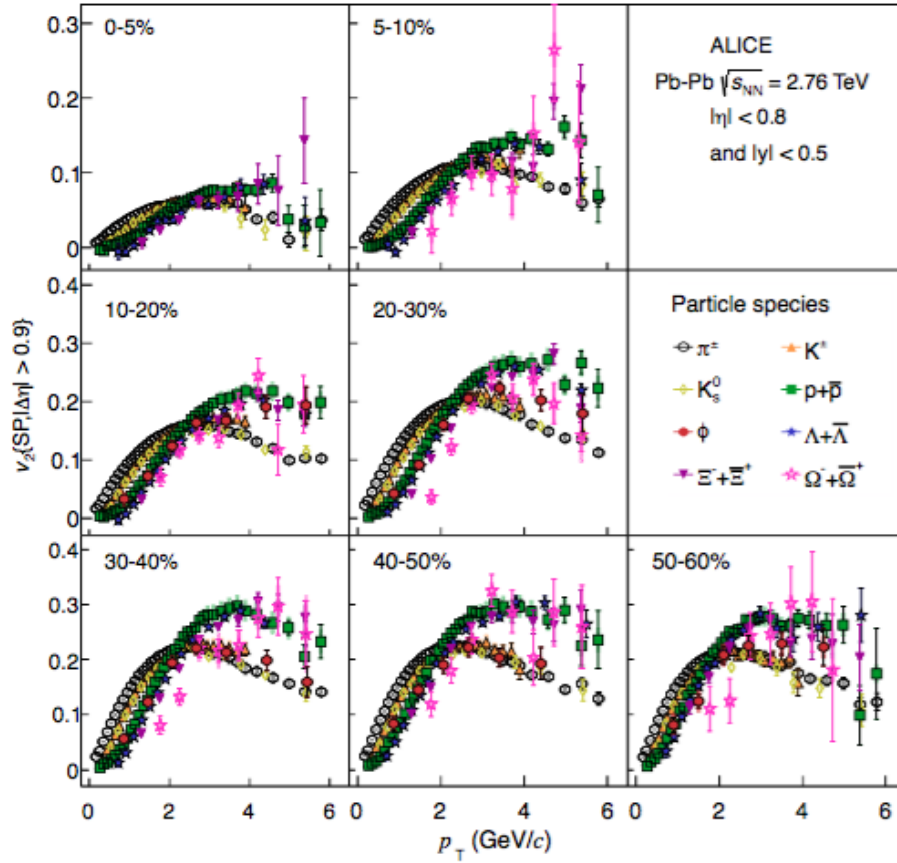 0-5%
5-10%
ALICE
Pb-Pb √s_NN = 2.76 TeV
|η| < 0.8
and |y| < 0.5
0.3
0.2
0.1
0
10-20%
20-30%
Particle species
π±
K±
K⁰s
p+p̅
ϕ
Λ+Λ̅
Ξ⁻+Ξ̅⁺
Ω⁻+Ω̅⁺
0.4
0.3
0.2
0.1
0
v₂{SP,|Δη| > 0.9}
30-40%
40-50%
50-60%
0.4
0.3
0.2
0.1
0
0 2 4 6 0 2 4 6 0 2 4 6
p_T (GeV/c)